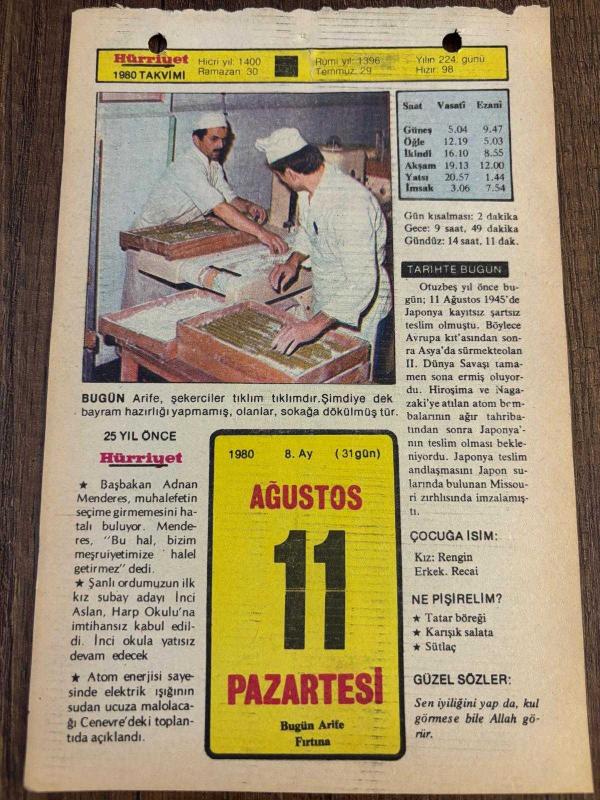 Hürriyet
1980 TAKVİMİ
Hicri yıl: 1400
Ramazan: 30
Rumi yıl: 1396
Temmuz: 29
Yılın 224. günü
Hızır: 98
Saat Vasati Ezani
Güneş 5.04 9.47
Öğle 12.19 5.03
İkindi 16.10 8.55
Akşam 19.13 12.00
Yatsı 20.57 1.44
İmsak 3.06 7.54
Gün kısalması: 2 dakika
Gece: 9 saat, 49 dakika
Gündüz: 14 saat, 11 dak.
BUGÜN Arife, şekerciler tıklım tıklımdır.Şimdiye dek
bayram hazırlığı yapmamış, olanlar, sokağa dökülmüş tür.
TARİHTE BUGÜN
Otuzbeş yıl önce bu-
gün; 11 Ağustos 1945'de
Japonya kayıtsız şartsız
teslim olmuştu. Böylece
Avrupa kıt'asından son-
ra Asya'da sürmekteolan
II. Dünya Savaşı tama-
men sona ermiş oluyor-
du. Hiroşima ve Naga-
zaki'ye atılan atom bom-
balarının ağır tahriba-
tından sonra Japonya'-
nın teslim olması bekle-
niyordu. Japonya teslim
andlaşmasını Japon su-
larında bulunan Missou-
ri zırhlısında imzalamış-
tı.
25 YIL ÖNCE
Hürriyet
★ Başbakan Adnan
Menderes, muhalefetin
seçime girmemesini ha-
talı buluyor. Mende-
res, "Bu hal, bizim
meşruiyetimize halel
getirmez" dedi.
★ Şanlı ordumuzun ilk
kız subay adayı İnci
Aslan, Harp Okulu'na
imtihansız kabul edil-
di. İnci okula yatısız
devam edecek
★ Atom enerjisi saye-
sinde elektrik ışığının
sudan ucuza malolaca-
ğı Cenevre'deki toplan-
tıda açıklandı.
1980 8. Ay (31gün)
AĞUSTOS
11
PAZARTESİ
Bugün Arife
Fırtına
ÇOCUĞA İSİM:
Kız: Rengin
Erkek. Recai
NE PİŞİRELİM?
★ Tatar böreği
★ Karışık salata
★ Sütlaç
GÜZEL SÖZLER:
Sen iyiliğini yap da, kul
görmese bile Allah gö-
rür.